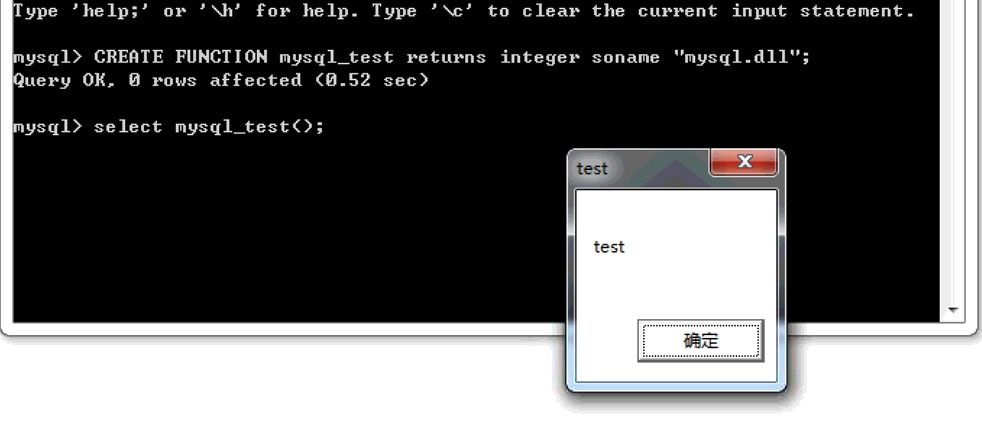 Type 'help;' or '\h' for help. Type '\c' to clear the current input statement.
mysql> CREATE FUNCTION mysql_test returns integer soname "mysql.dll";
Query OK, 0 rows affected (0.52 sec)
mysql> select mysql_test();
test
test
确定